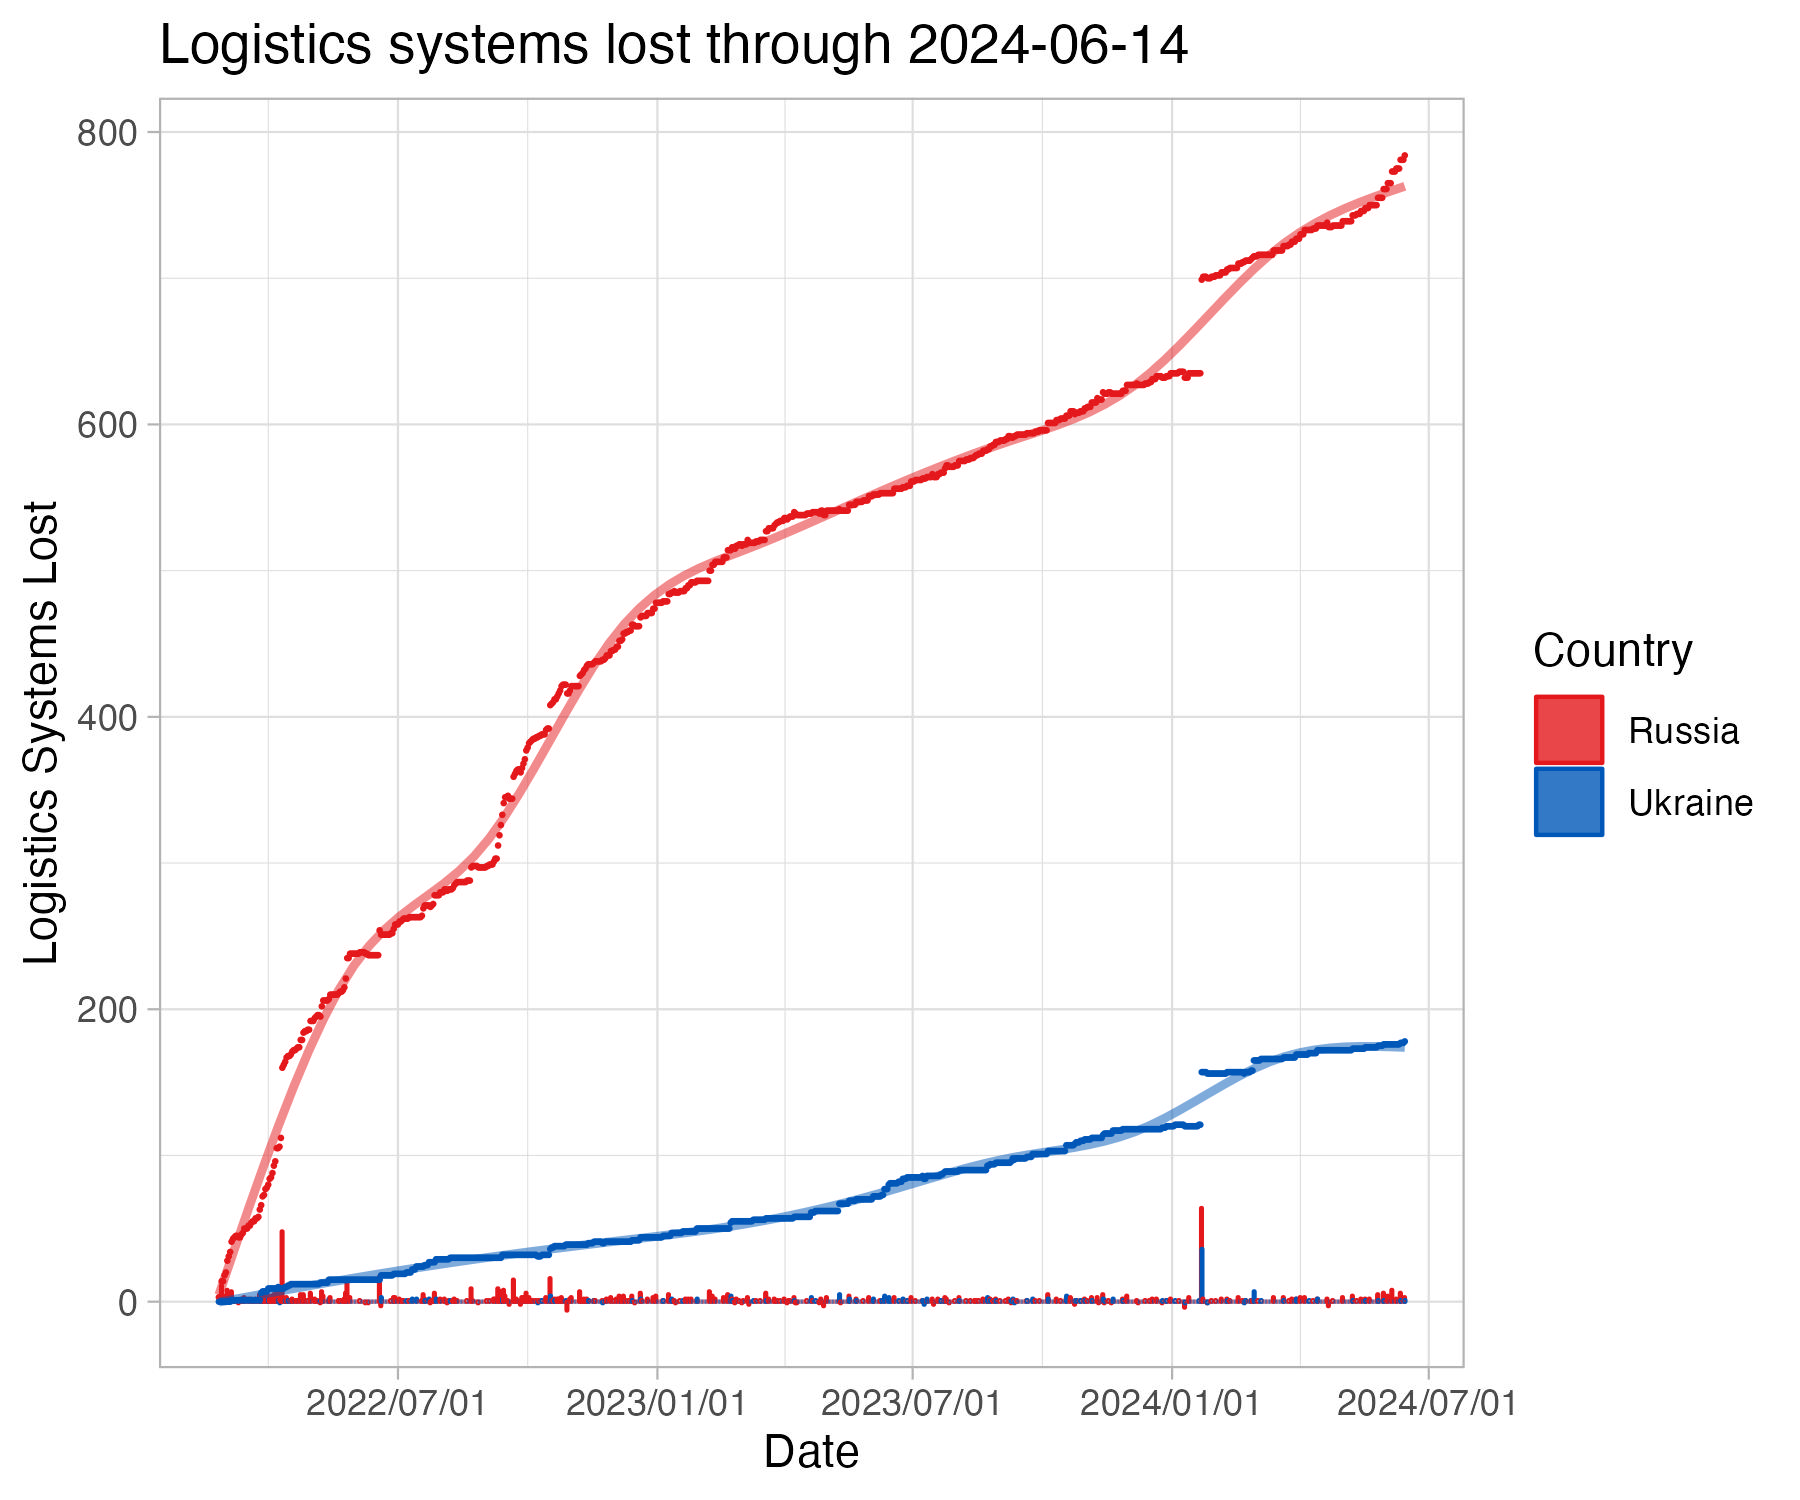 Logistics systems lost through 2024-06-14
Logistics Systems Lost
800
600
400
200
0
2022/07/01
2023/01/01
2023/07/01
2024/01/01
2024/07/01
Date
Country
Russia
Ukraine